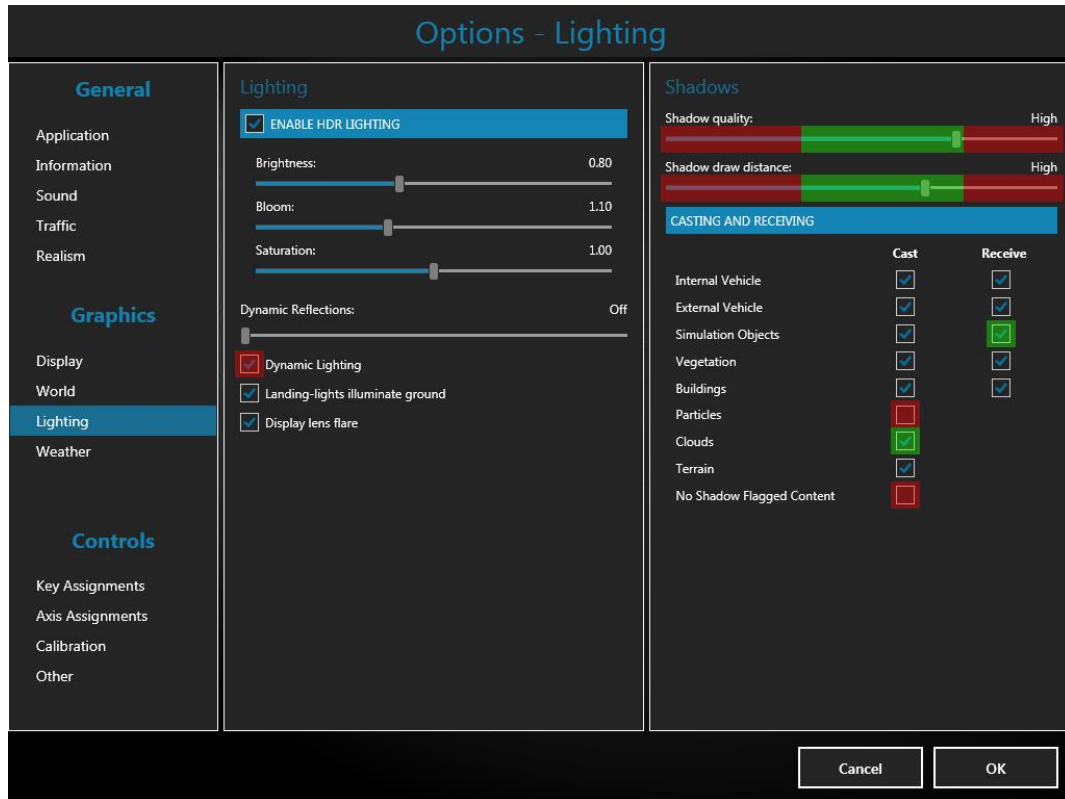 Options - Lighting
General
Application
Information
Sound
Traffic
Realism
Graphics
Display
World
Lighting
Weather
Controls
Key Assignments
Axis Assignments
Calibration
Other
Lighting
ENABLE HDR LIGHTING
Brightness: 0.80
Bloom: 1.10
Saturation: 1.00
Dynamic Reflections: Off
Dynamic Lighting
Landing-lights illuminate ground
Display lens flare
Shadows
Shadow quality: High
Shadow draw distance: High
CASTING AND RECEIVING
Cast Receive
Internal Vehicle
External Vehicle
Simulation Objects
Vegetation
Buildings
Particles
Clouds
Terrain
No Shadow Flagged Content
Cancel OK